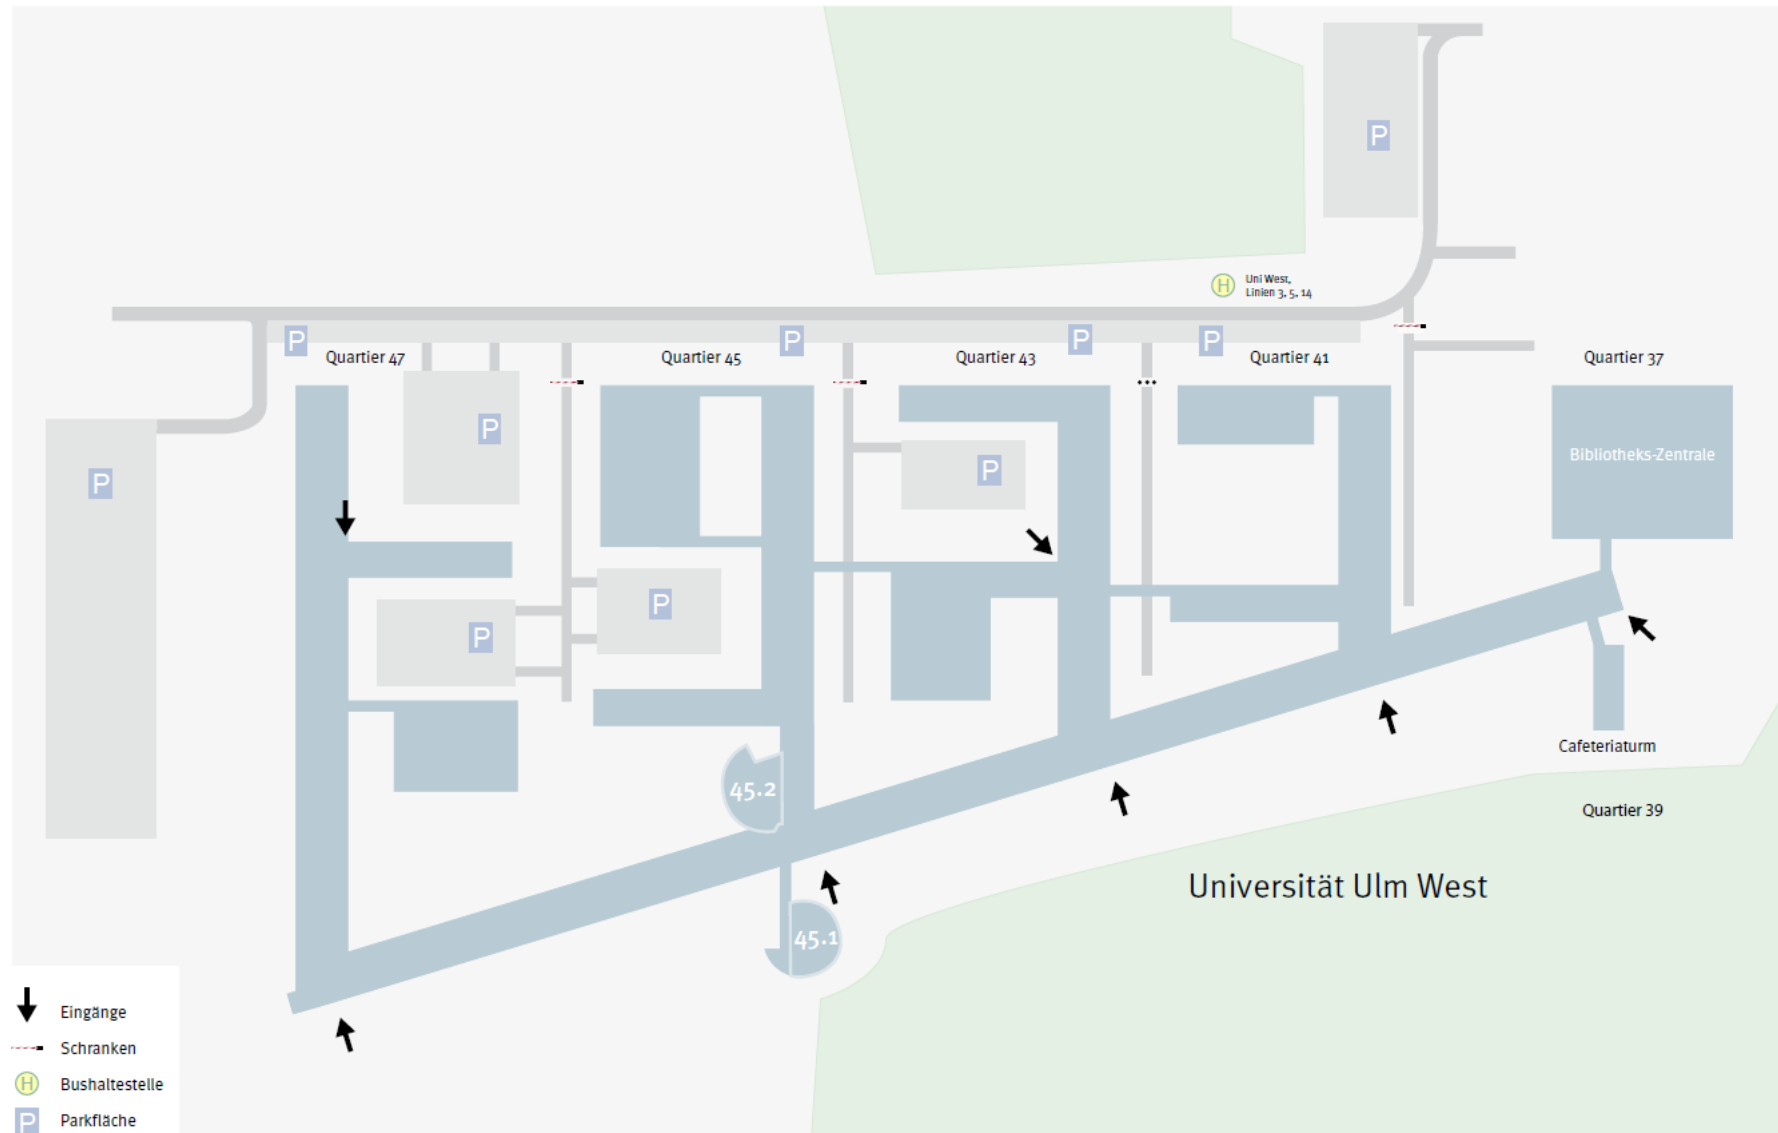 P
H
Uni West,
Linien 3, 5, 14
P
P
P
P
Quartier 47
Quartier 45
Quartier 43
Quartier 41
Quartier 37
P
P
P
Bibliotheks-Zentrale
P
P
Cafeteriaturm
45.2
Quartier 39
Universität Ulm West
45.1
Eingänge
Schranken
H Bushaltestelle
P Parkfläche